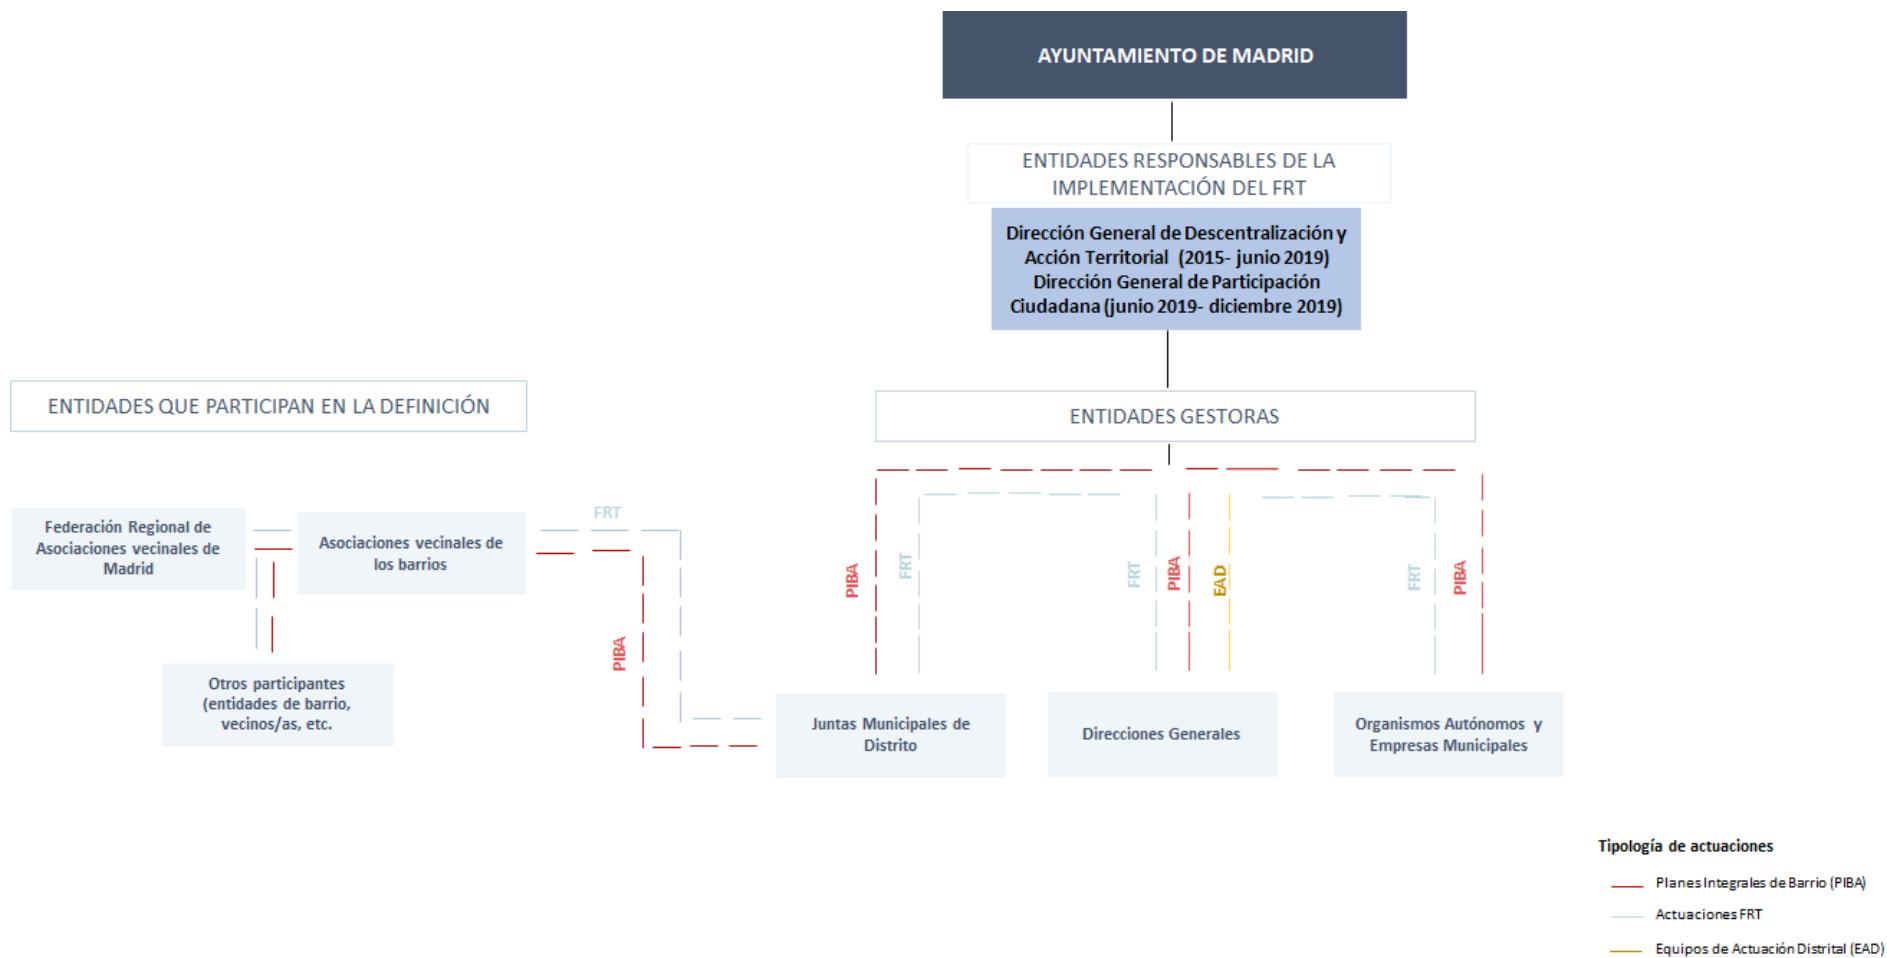 AYUNTAMIENTO DE MADRID
ENTIDADES RESPONSABLES DE LA
IMPLEMENTACIÓN DEL FRT
Dirección General de Descentralización y
Acción Territorial (2015- junio 2019)
Dirección General de Participación
Ciudadana (junio 2019- diciembre 2019)
ENTIDADES QUE PARTICIPAN EN LA DEFINICIÓN
ENTIDADES GESTORAS
Federación Regional de
Asociaciones vecinales de
Madrid
Asociaciones vecinales de
los barrios
Otros participantes
(entidades de barrio,
vecinos/as, etc.
FRT
PIBA
PIBA
FRT
FRT
PIBA
EAD
FRT
PIBA
Juntas Municipales de
Distrito
Direcciones Generales
Organismos Autónomos y
Empresas Municipales
Tipología de actuaciones
Planes Integrales de Barrio (PIBA)
Actuaciones FRT
Equipos de Actuación Distrital (EAD)